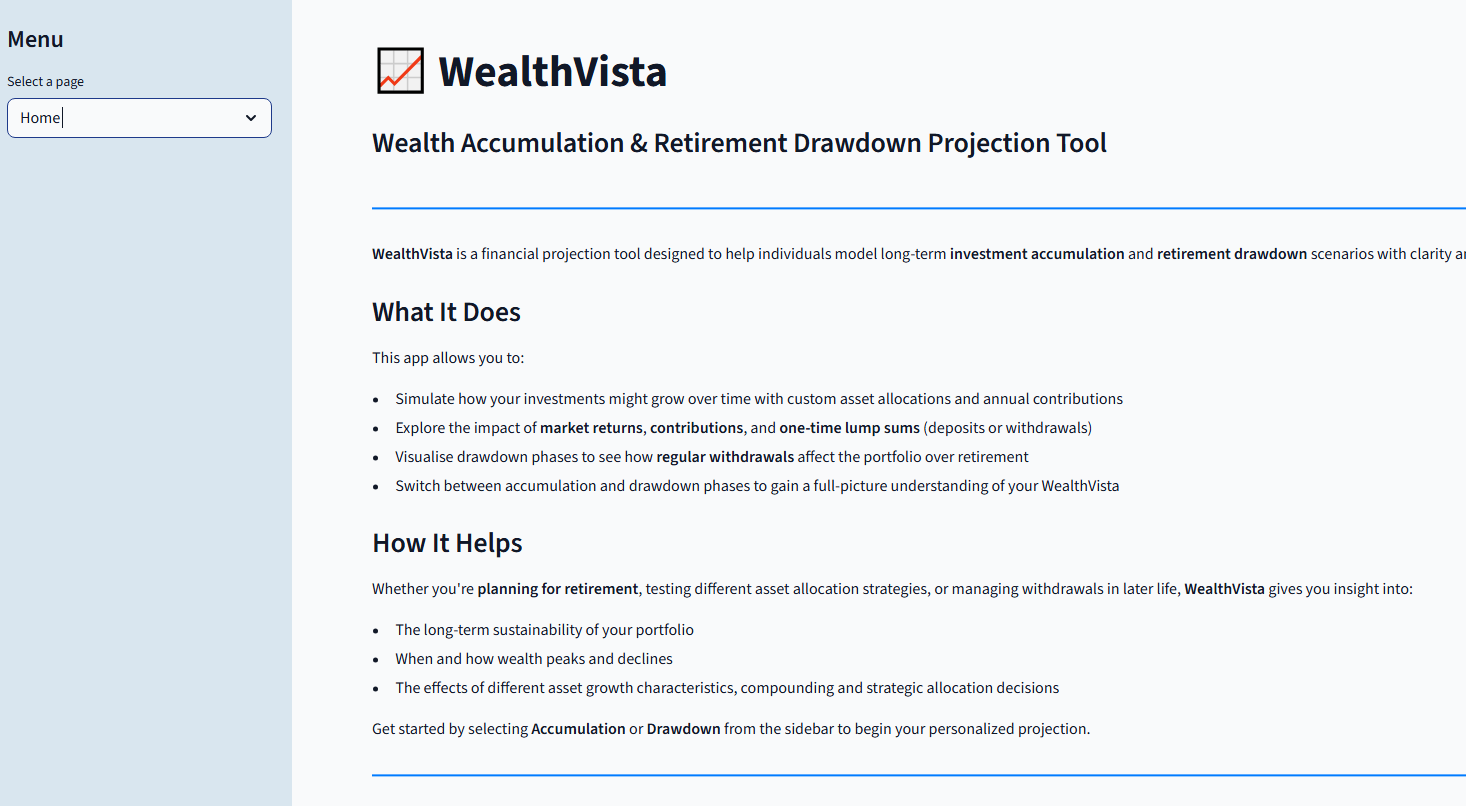 Menu
Select a page
Home
WealthVista
Wealth Accumulation & Retirement Drawdown Projection Tool
WealthVista is a financial projection tool designed to help individuals model long-term investment accumulation and retirement drawdown scenarios with clarity
What It Does
This app allows you to:
• Simulate how your investments might grow over time with custom asset allocations and annual contributions
• Explore the impact of market returns, contributions, and one-time lump sums (deposits or withdrawals)
• Visualise drawdown phases to see how regular withdrawals affect the portfolio over retirement
• Switch between accumulation and drawdown phases to gain a full-picture understanding of your WealthVista
How It Helps
Whether you're planning for retirement, testing different asset allocation strategies, or managing withdrawals in later life, WealthVista gives you insight into:
• The long-term sustainability of your portfolio
• When and how wealth peaks and declines
• The effects of different asset growth characteristics, compounding and strategic allocation decisions
Get started by selecting Accumulation or Drawdown from the sidebar to begin your personalized projection.